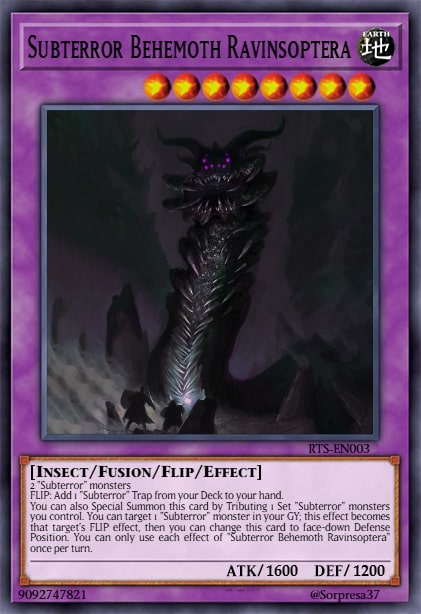 Subterror Behemoth Ravinsoptera
EARTH
地
RTS-EN003
[Insect/Fusion/Flip/Effect]
2 "Subterror" monsters
FLIP: Add 1 "Subterror" Trap from your Deck to your hand.
You can also Special Summon this card by Tributing 1 Set "Subterror" monsters
you control. You can target 1 "Subterror" monster in your GY; this effect becomes
that target's FLIP effect, then you can change this card to face-down Defense
Position. You can only use each effect of "Subterror Behemoth Ravinsoptera"
once per turn.
ATK/1600 DEF/1200
9092747821
@Sorpresa37